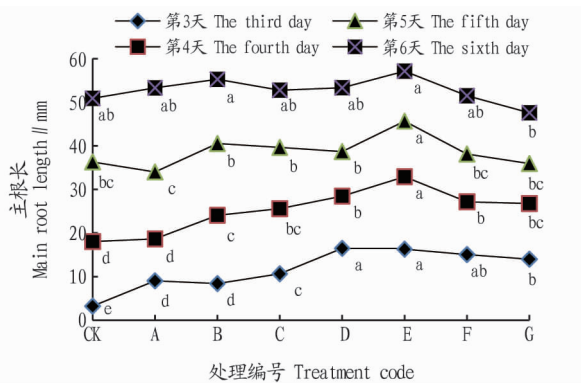 第3天 The third day 第5天 The fifth day
第4天 The fourth day 第6天 The sixth day
主根长
Main root length∥mm
60
50
40
30
20
10
0
ab ab a ab ab a ab b
bc c b b b a bc bc
d d c bc b a b bc
e d d c a a ab b
CK A B C D E F G
处理编号 Treatment code